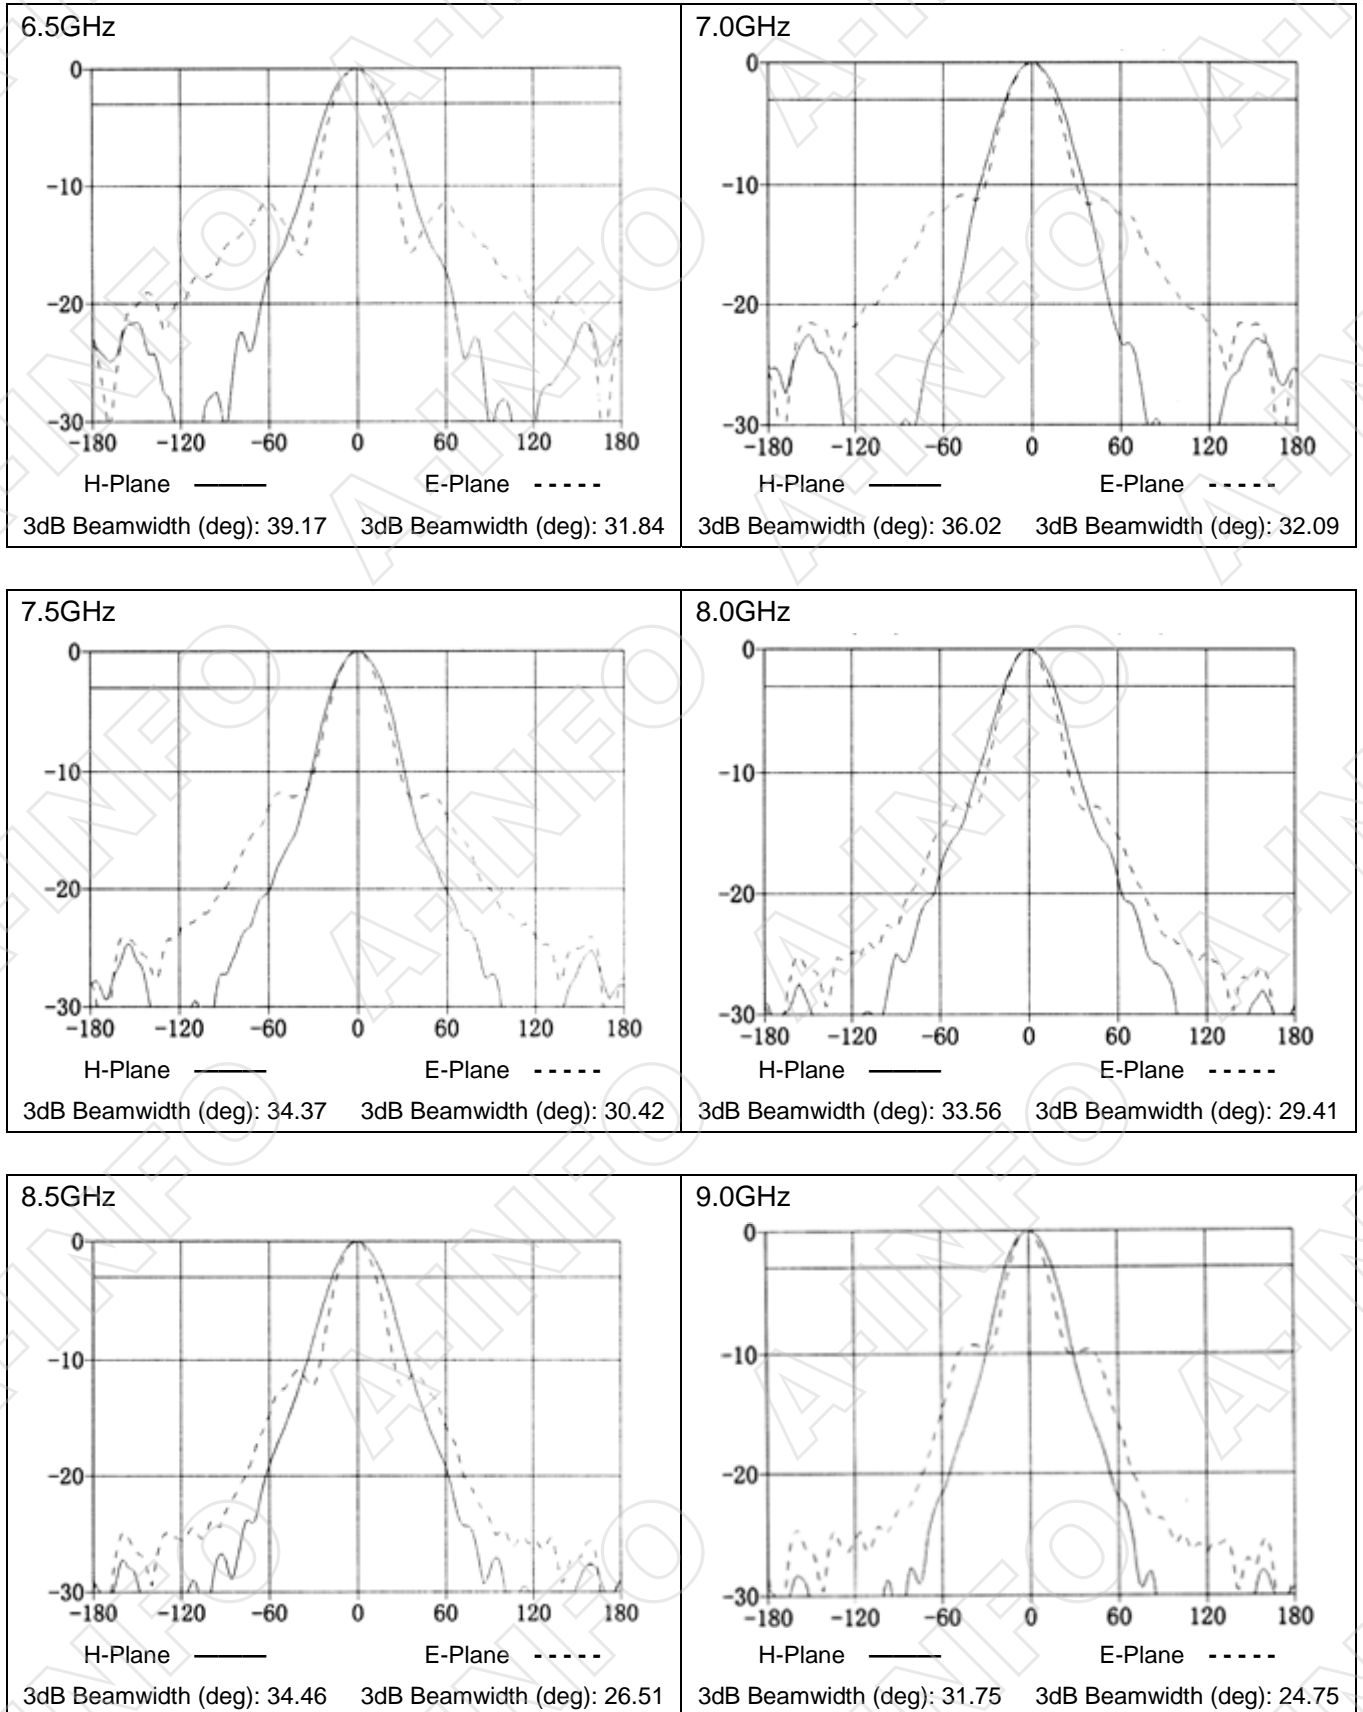 6.5GHz 7.0GHz
0 0
-10 -10
-20 -20
-30 -30
-180 -120 -60 0 60 120 180 -180 -120 -60 0 60 120 180
H-Plane E-Plane H-Plane E-Plane
3dB Beamwidth (deg): 39.17 3dB Beamwidth (deg): 31.84 3dB Beamwidth (deg): 36.02 3dB Beamwidth (deg): 32.09
7.5GHz 8.0GHz
0 0
-10 -10
-20 -20
-30 -30
-180 -120 -60 0 60 120 180 -180 -120 -60 0 60 120 180
H-Plane E-Plane H-Plane E-Plane
3dB Beamwidth (deg): 34.37 3dB Beamwidth (deg): 30.42 3dB Beamwidth (deg): 33.56 3dB Beamwidth (deg): 29.41
8.5GHz 9.0GHz
0 0
-10 -10
-20 -20
-30 -30
-180 -120 -60 0 60 120 180 -180 -120 -60 0 60 120 180
H-Plane E-Plane H-Plane E-Plane
3dB Beamwidth (deg): 34.46 3dB Beamwidth (deg): 26.51 3dB Beamwidth (deg): 31.75 3dB Beamwidth (deg): 24.75
A-INFO